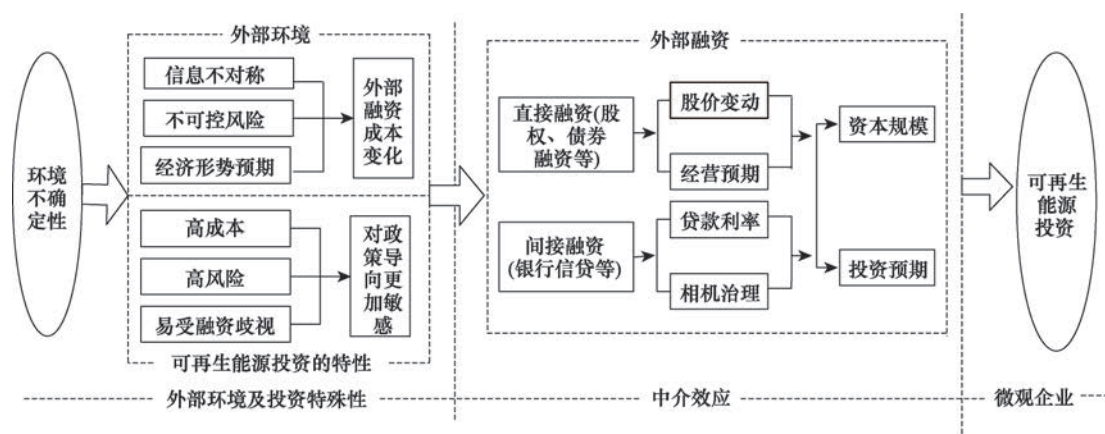 环境
不确
定性
外部环境
信息不对称
不可控风险
经济形势预期
外部
融资
成本
变化
高成本
高风险
易受融资歧视
对政
策导
向更
加敏
感
可再生能源投资的特性
外部环境及投资特殊性
外部融资
直接融资(股
权、债券
融资等)
股价变动
经营预期
间接融资
(银行信贷等)
贷款利率
相机治理
资本规模
投资预期
中介效应
可再生
能源
投资
微观企业